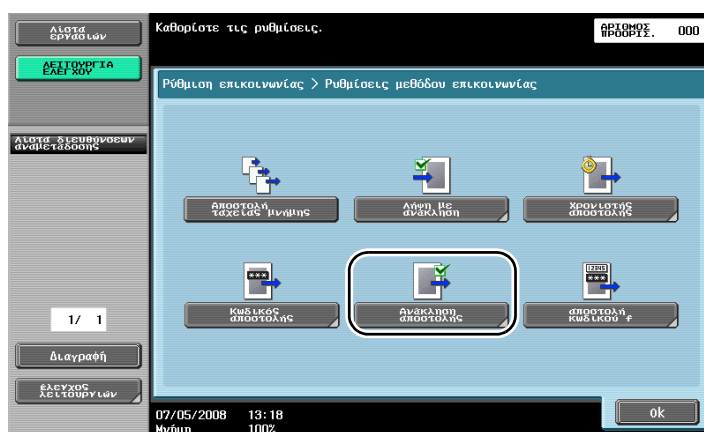 Λίστα
εργασιών
Καθορίστε τις ρυθμίσεις.
ΑΡΙΘΜΟΣ
ΠΡΟΟΡΙΣ.
000
ΛΕΙΤΟΥΡΓΙΑ
ΕΛΕΓΧΟΥ
Ρύθμιση επικοινωνίας > Ρυθμίσεις μεθόδου επικοινωνίας
Λίστα διευθύνσεων
αναμετάδοσης
Αποστολή
ταχείας μνήμης
Λήψη με
ανάκληση
Χρονιστής
αποστολής
Κωδικός
αποστολής
Ανάκληση
αποστολής
αποστολή
κωδικού F
1/ 1
Διαγραφή
έλεγχος
λειτουργιών
07/05/2008 13:18
Μνήμη 100%
ok